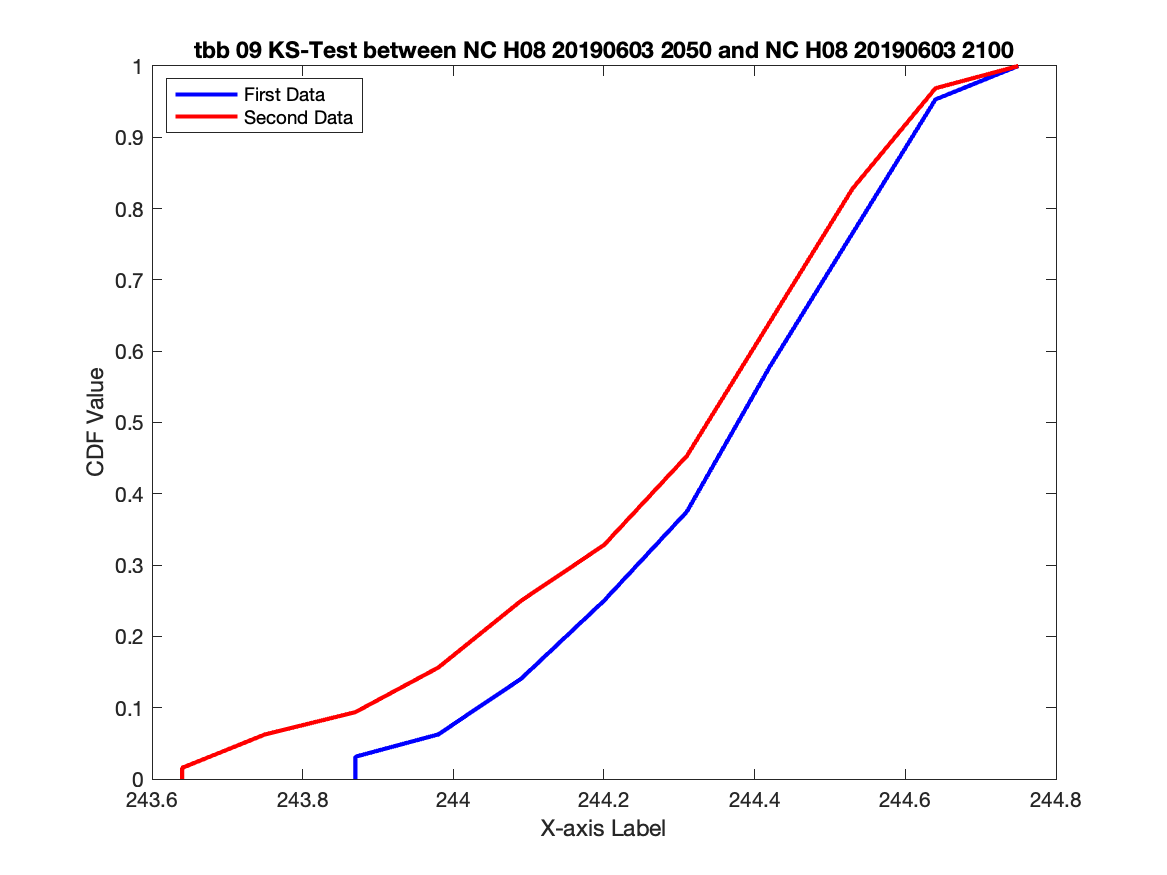 tbb 09 KS-Test between NC H08 20190603 2050 and NC H08 20190603 2100
First Data
Second Data
1
0.9
0.8
0.7
0.6
0.5
0.4
0.3
0.2
0.1
0
CDF Value
243.6 243.8 244 244.2 244.4 244.6 244.8
X-axis Label